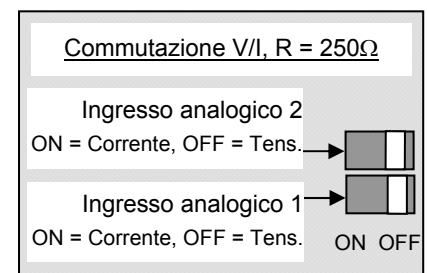 Commutazione V/I, R = 250Ω
Ingresso analogico 2
ON = Corrente, OFF = Tens.
Ingresso analogico 1
ON = Corrente, OFF = Tens.
ON OFF